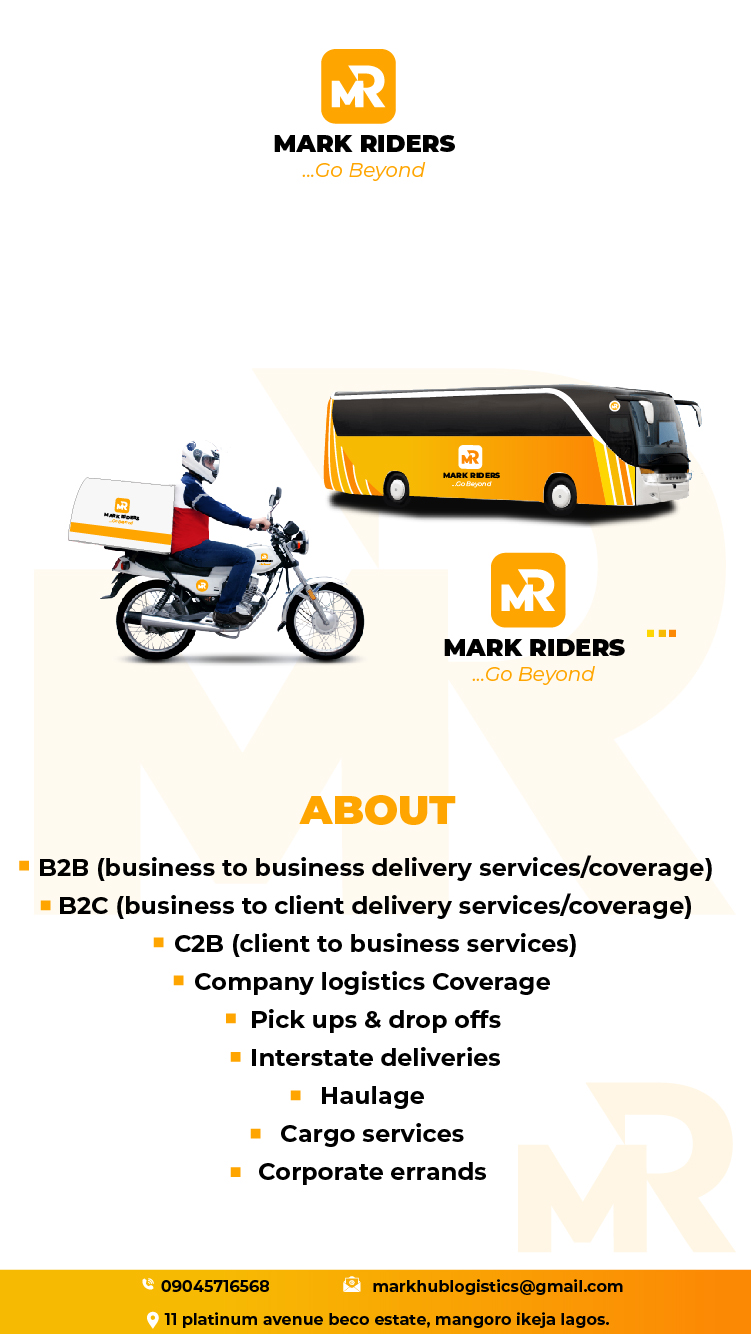 MR
MARK RIDERS
...Go Beyond
MR
MARK RIDERS
...Go Beyond
MR
MARK RIDERS
...Go Beyond
MR
MARK RIDERS
...Go Beyond
ABOUT
B2B (business to business delivery services/coverage)
B2C (business to client delivery services/coverage)
C2B (client to business services)
Company logistics Coverage
Pick ups & drop offs
Interstate deliveries
Haulage
Cargo services
Corporate errands
MR
09045716568 markhublogistics@gmail.com
11 platinum avenue beco estate, mangoro ikeja lagos.